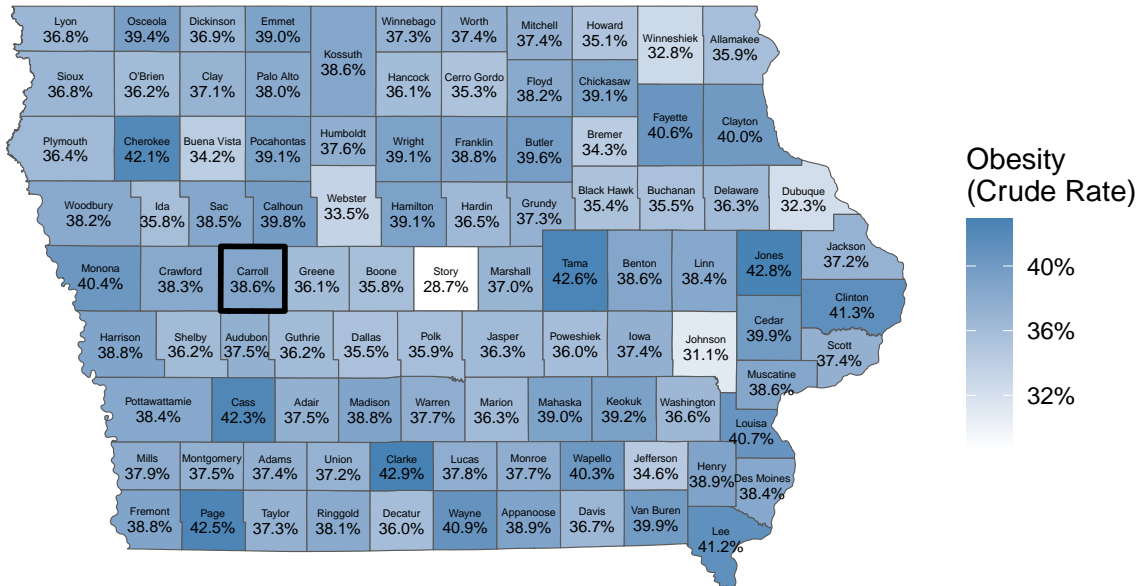 Lyon
36.8%
Osceola
39.4%
Dickinson
36.9%
Emmet
39.0%
Kossuth
38.6%
Winnebago
37.3%
Worth
37.4%
Mitchell
37.4%
Howard
35.1%
Winneshiek
32.8%
Allamakee
35.9%
Sioux
36.8%
O'Brien
36.2%
Clay
37.1%
Palo Alto
38.0%
Hancock
36.1%
Cerro Gordo
35.3%
Floyd
38.2%
Chickasaw
39.1%
Fayette
40.6%
Clayton
40.0%
Plymouth
36.4%
Cherokee
42.1%
Buena Vista
34.2%
Pocahontas
39.1%
Humboldt
37.6%
Wright
39.1%
Franklin
38.8%
Butler
39.6%
Bremer
34.3%
Woodbury
38.2%
Ida
35.8%
Sac
38.5%
Calhoun
39.8%
Webster
33.5%
Hamilton
39.1%
Hardin
36.5%
Grundy
37.3%
Black Hawk
35.4%
Buchanan
35.5%
Delaware
36.3%
Dubuque
32.3%
Monona
40.4%
Crawford
38.3%
Carroll
38.6%
Greene
36.1%
Boone
35.8%
Story
28.7%
Marshall
37.0%
Tama
42.6%
Benton
38.6%
Linn
38.4%
Jones
42.8%
Jackson
37.2%
Clinton
41.3%
Harrison
38.8%
Shelby
36.2%
Audubon
37.5%
Guthrie
36.2%
Dallas
35.5%
Polk
35.9%
Jasper
36.3%
Poweshiek
36.0%
Iowa
37.4%
Johnson
31.1%
Cedar
39.9%
Scott
37.4%
Muscatine
38.6%
Pottawattamie
38.4%
Cass
42.3%
Adair
37.5%
Madison
38.8%
Warren
37.7%
Marion
36.3%
Mahaska
39.0%
Keokuk
39.2%
Washington
36.6%
Louisa
40.7%
Mills
37.9%
Montgomery
37.5%
Adams
37.4%
Union
37.2%
Clarke
42.9%
Lucas
37.8%
Monroe
37.7%
Wapello
40.3%
Jefferson
34.6%
Henry
38.9%
Des Moines
38.4%
Fremont
38.8%
Page
42.5%
Taylor
37.3%
Ringgold
38.1%
Decatur
36.0%
Wayne
40.9%
Appanoose
38.9%
Davis
36.7%
Van Buren
39.9%
Lee
41.2%
Obesity
(Crude Rate)
40%
36%
32%